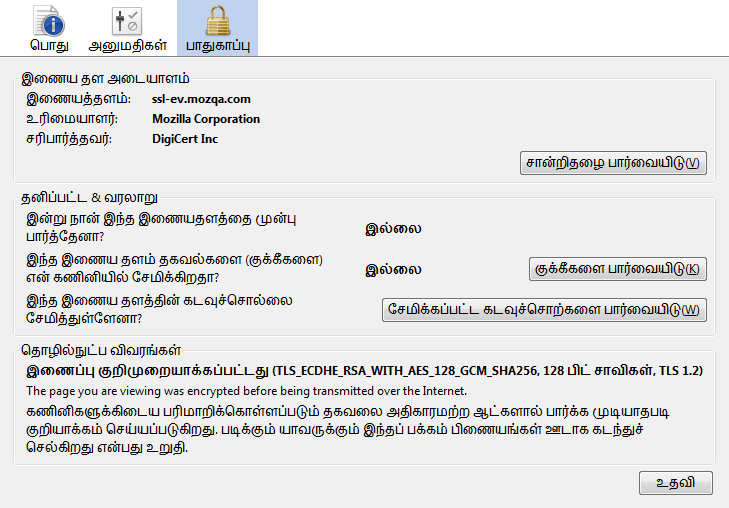 பொது
அனுமதிகள்
பாதுகாப்பு
இணைய தள அடையாளம்
இணையத்தளம்: ssl-ev.mozqa.com
உரிமையாளர்: Mozilla Corporation
சரிபார்த்தவர்: DigiCert Inc
சான்றிதழை பார்வையிடு(V)
தனிப்பட்ட & வரலாறு
இன்று நான் இந்த இணையதளத்தை முன்பு
பார்த்தேனா?
இல்லை
இந்த இணைய தளம் தகவல்களை (குக்கீகளை)
என் கணினியில் சேமிக்கிறதா?
இல்லை
குக்கீகளை பார்வையிடு(K)
இந்த இணைய தளத்தின் கடவுச்சொல்லை
சேமித்துள்ளேனா?
சேமிக்கப்பட்ட கடவுச்சொற்களை பார்வையிடு(W)
தொழில்நுட்ப விவரங்கள்
இணைப்பு குறிமுறையாக்கப்பட்டது (TLS_ECDHE_RSA_WITH_AES_128_GCM_SHA256, 128 பிட் சாவிகள், TLS 1.2)
The page you are viewing was encrypted before being transmitted over the Internet.
கணினிகளுக்கிடைய பரிமாறிக்கொள்ளப்படும் தகவலை அதிகாரமற்ற ஆட்களால் பார்க்க முடியாதபடி
குறியாக்கம் செய்யப்படுகிறது. படிக்கும் யாவருக்கும் இந்தப் பக்கம் பிணையங்கள் ஊடாக கடந்துச்
செல்கிறது என்பது உறுதி.
உதவி